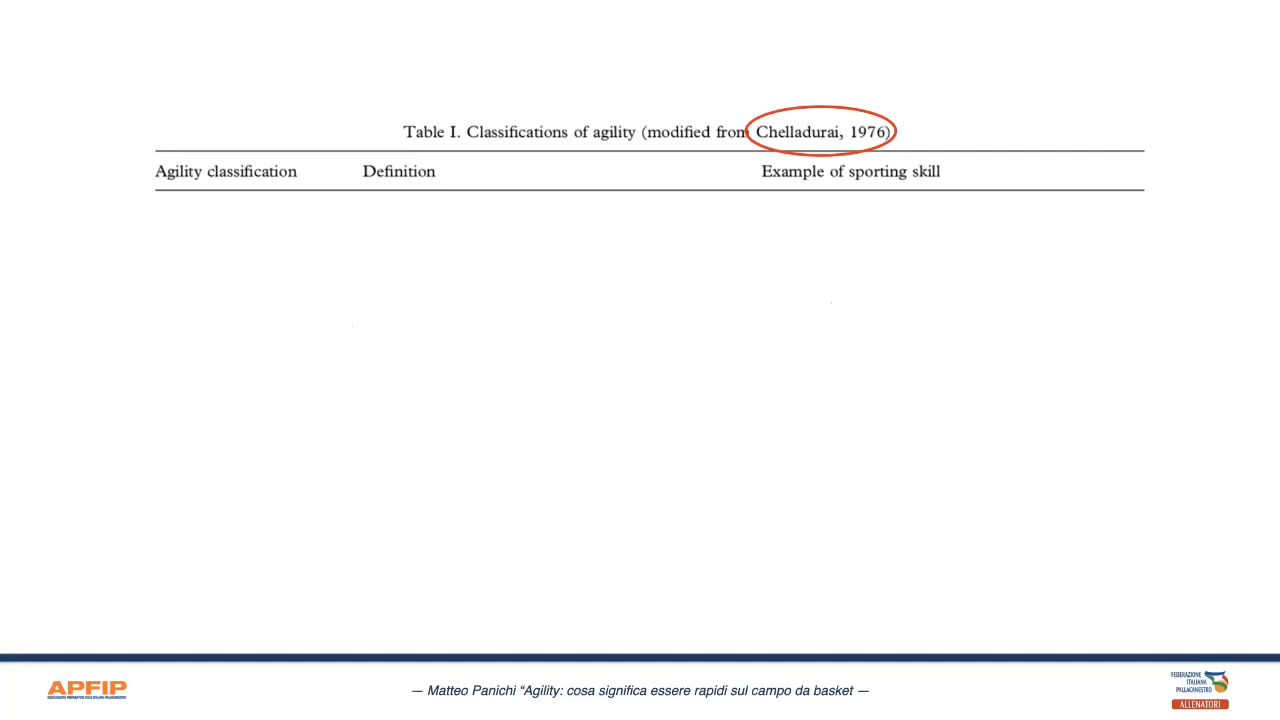 Table I. Classifications of agility (modified from Chelladurai, 1976)
Agility classification Definition Example of sporting skill
APFIP
— Matteo Panichi “Agility: cosa significa essere rapidi sul campo da basket —
FEDERAZIONE
ITALIANA
PALLACANESTRO
ALLENATORI